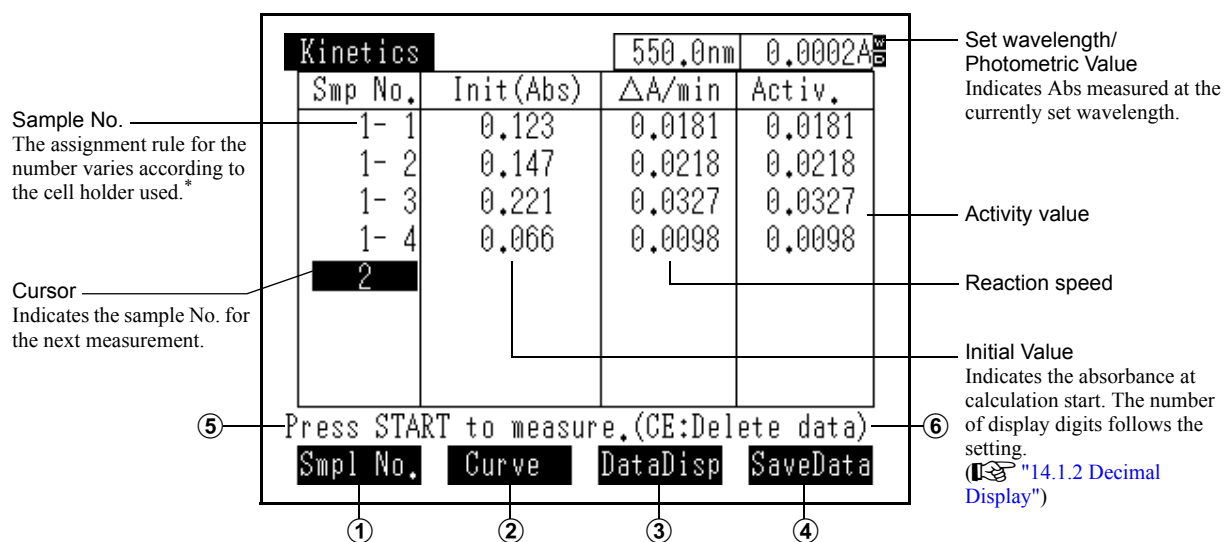 Kinetics 550.0nm 0.0002A W D
Smp No. Init(Abs) △A/min Activ.
1- 1 0.123 0.0181 0.0181
1- 2 0.147 0.0218 0.0218
1- 3 0.221 0.0327 0.0327
1- 4 0.066 0.0098 0.0098
2
Press START to measure.(CE:Delete data)
Smpl No. Curve DataDisp SaveData
Sample No.
The assignment rule for the
number varies according to
the cell holder used.*
Cursor
Indicates the sample No. for
the next measurement.
Set wavelength/
Photometric Value
Indicates Abs measured at the
currently set wavelength.
Activity value
Reaction speed
Initial Value
Indicates the absorbance at
calculation start. The number
of display digits follows the
setting.
( "14.1.2 Decimal
Display")
⑤ ⑥
① ② ③ ④